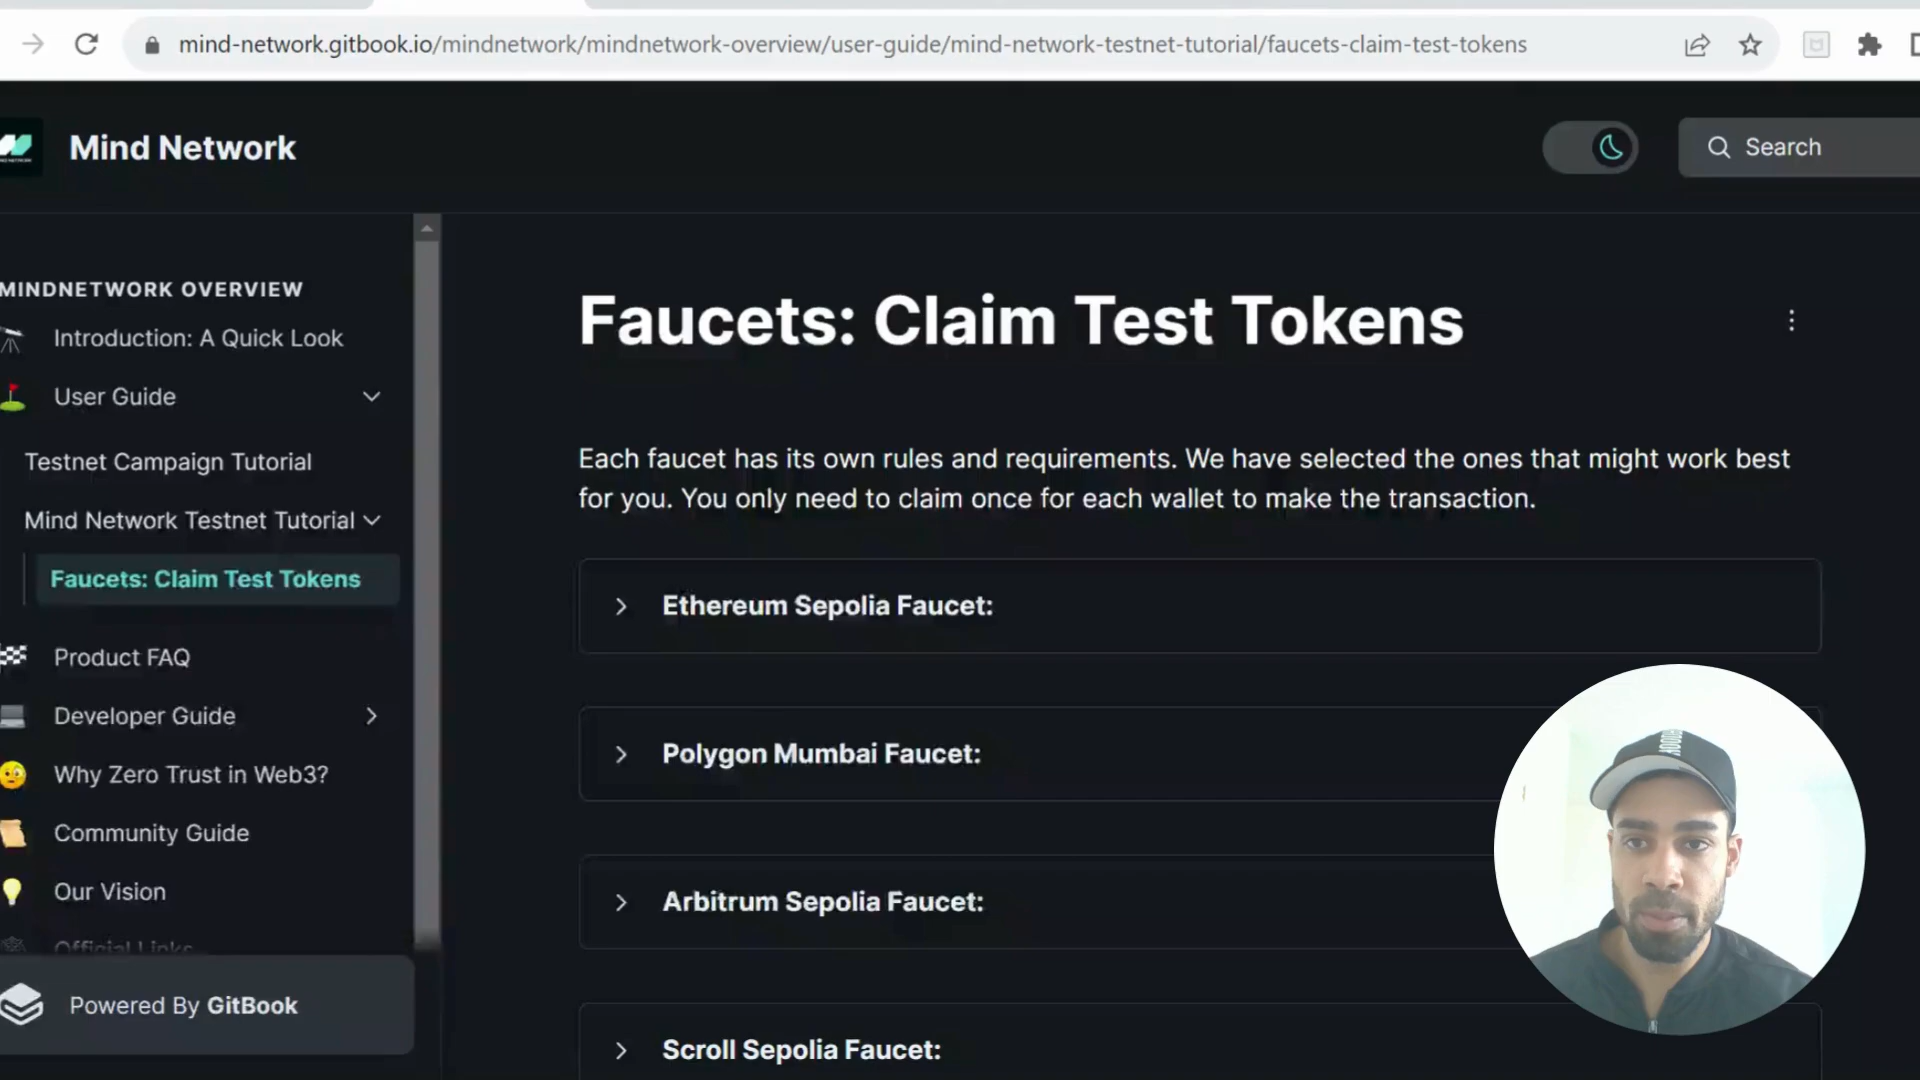 mind-network.gitbook.io/mindnetwork/mindnetwork-overview/user-guide/mind-network-testnet-tutorial/faucets-claim-test-tokens
Mind Network
Search
MINDNETWORK OVERVIEW
Introduction: A Quick Look
User Guide
Testnet Campaign Tutorial
Mind Network Testnet Tutorial
Faucets: Claim Test Tokens
Product FAQ
Developer Guide
Why Zero Trust in Web3?
Community Guide
Our Vision
Official Links
Powered By GitBook
Faucets: Claim Test Tokens
Each faucet has its own rules and requirements. We have selected the ones that might work best
for you. You only need to claim once for each wallet to make the transaction.
Ethereum Sepolia Faucet:
Polygon Mumbai Faucet:
Arbitrum Sepolia Faucet:
Scroll Sepolia Faucet: